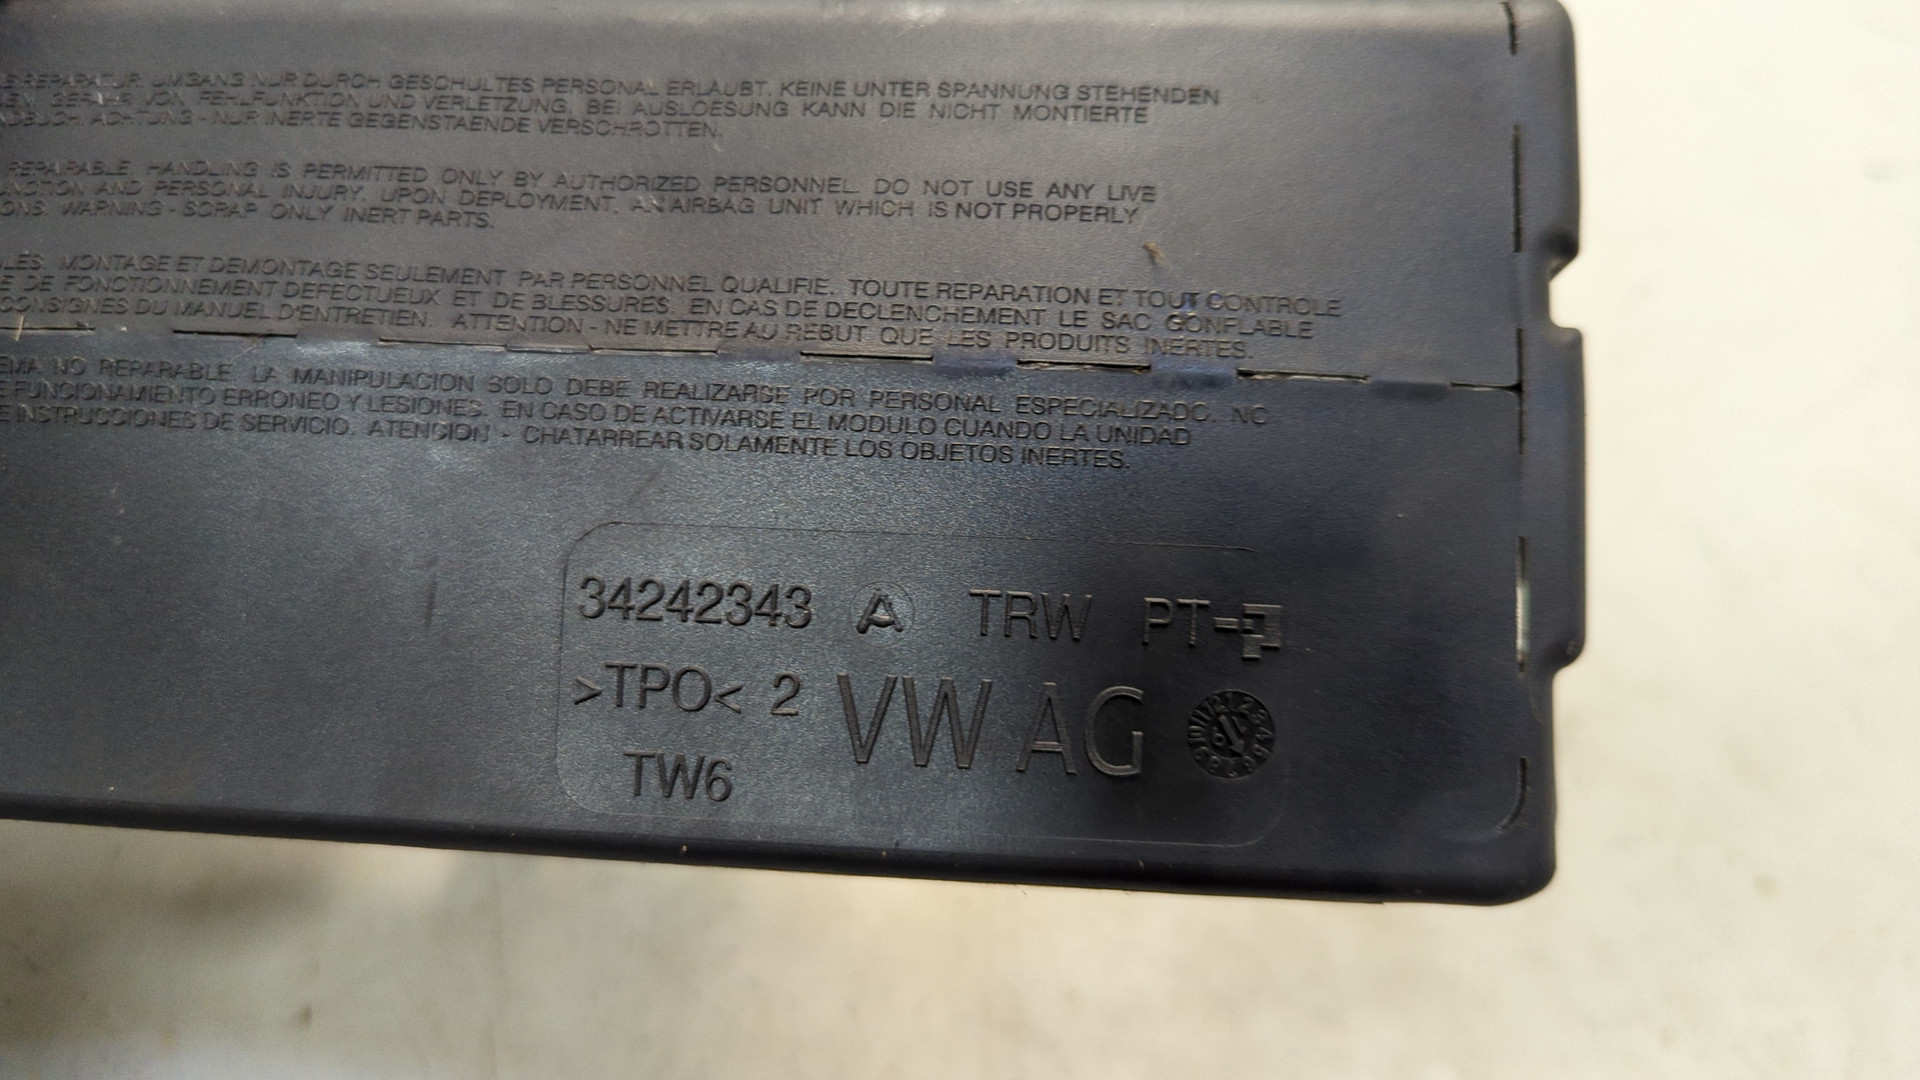 REPARATUR. UMGANG NUR DURCH GESCHULTES PERSONAL ERLAUBT. KEINE UNTER SPANNUNG STEHENDEN
GEFAHR VON FEHLFUNKTION UND VERLETZUNG. BEI AUSLOESUNG KANN DIE NICHT MONTIERTE
ACHTUNG - NUR INERTE GEGENSTAENDE VERSCHROTTEN.
REPAIRABLE. HANDLING IS PERMITTED ONLY BY AUTHORIZED PERSONNEL. DO NOT USE ANY LIVE
AND PERSONAL INJURY. UPON DEPLOYMENT, AN AIRBAG UNIT WHICH IS NOT PROPERLY
WARNING - SCRAP ONLY INERT PARTS.
MONTAGE ET DEMONTAGE SEULEMENT PAR PERSONNEL QUALIFIE. TOUTE REPARATION ET TOUT CONTROLE
DE FONCTIONNEMENT DEFECTUEUX ET DE BLESSURES. EN CAS DE DECLENCHEMENT LE SAC GONFLABLE
CONSIGNES DU MANUEL D'ENTRETIEN. ATTENTION - NE METTRE AU REBUT QUE LES PRODUITS INERTES.
NO REPARABLE. LA MANIPULACION SOLO DEBE REALIZARSE POR PERSONAL ESPECIALIZADO. NO
FUNCIONAMIENTO ERRONEO Y LESIONES. EN CASO DE ACTIVARSE EL MODULO CUANDO LA UNIDAD
INSTRUCCIONES DE SERVICIO. ATENCION - CHATARREAR SOLAMENTE LOS OBJETOS INERTES.
34242343 A TRW PT-
>TPO< 2 VW AG
TW6